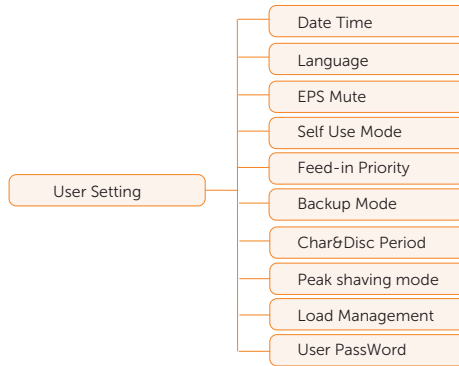 Date Time
Language
EPS Mute
Self Use Mode
Feed-in Priority
User Setting
Backup Mode
Char&Disc Period
Peak shaving mode
Load Management
User PassWord